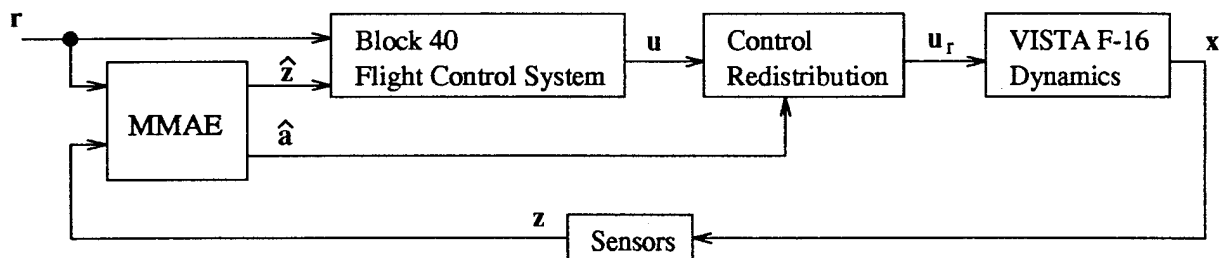 r
Block 40
Flight Control System
u
Control
Redistribution
u_r
VISTA F-16
Dynamics
x
ẑ
MMAE
â
z
Sensors